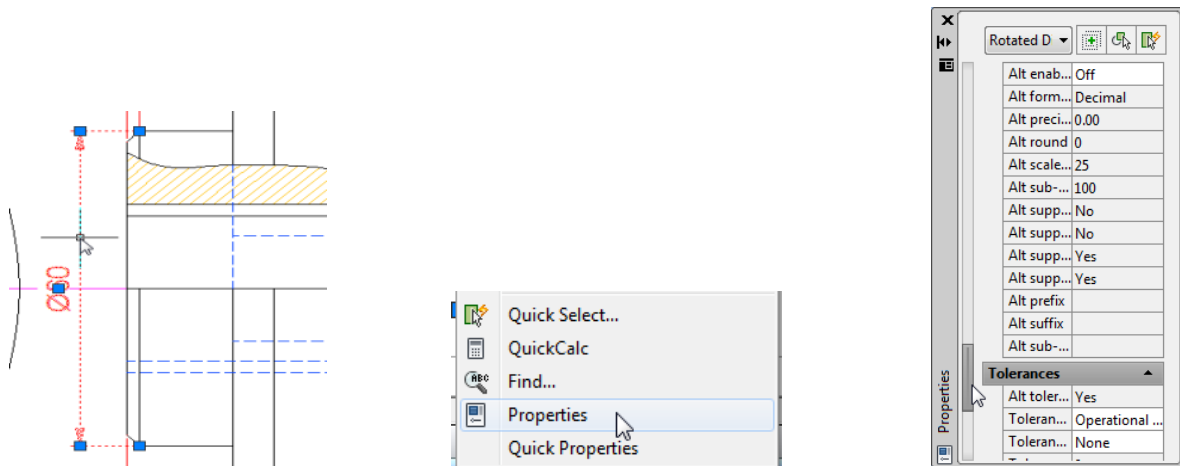 Ø60
Quick Select...
QuickCalc
ABC
Find...
Properties
Quick Properties
Rotated D
Alt enab... Off
Alt form... Decimal
Alt preci... 0.00
Alt round 0
Alt scale... 25
Alt sub-... 100
Alt supp... No
Alt supp... No
Alt supp... Yes
Alt supp... Yes
Alt prefix
Alt suffix
Alt sub-...
Tolerances
Alt toler... Yes
Toleran... Operational ...
Toleran... None
Properties